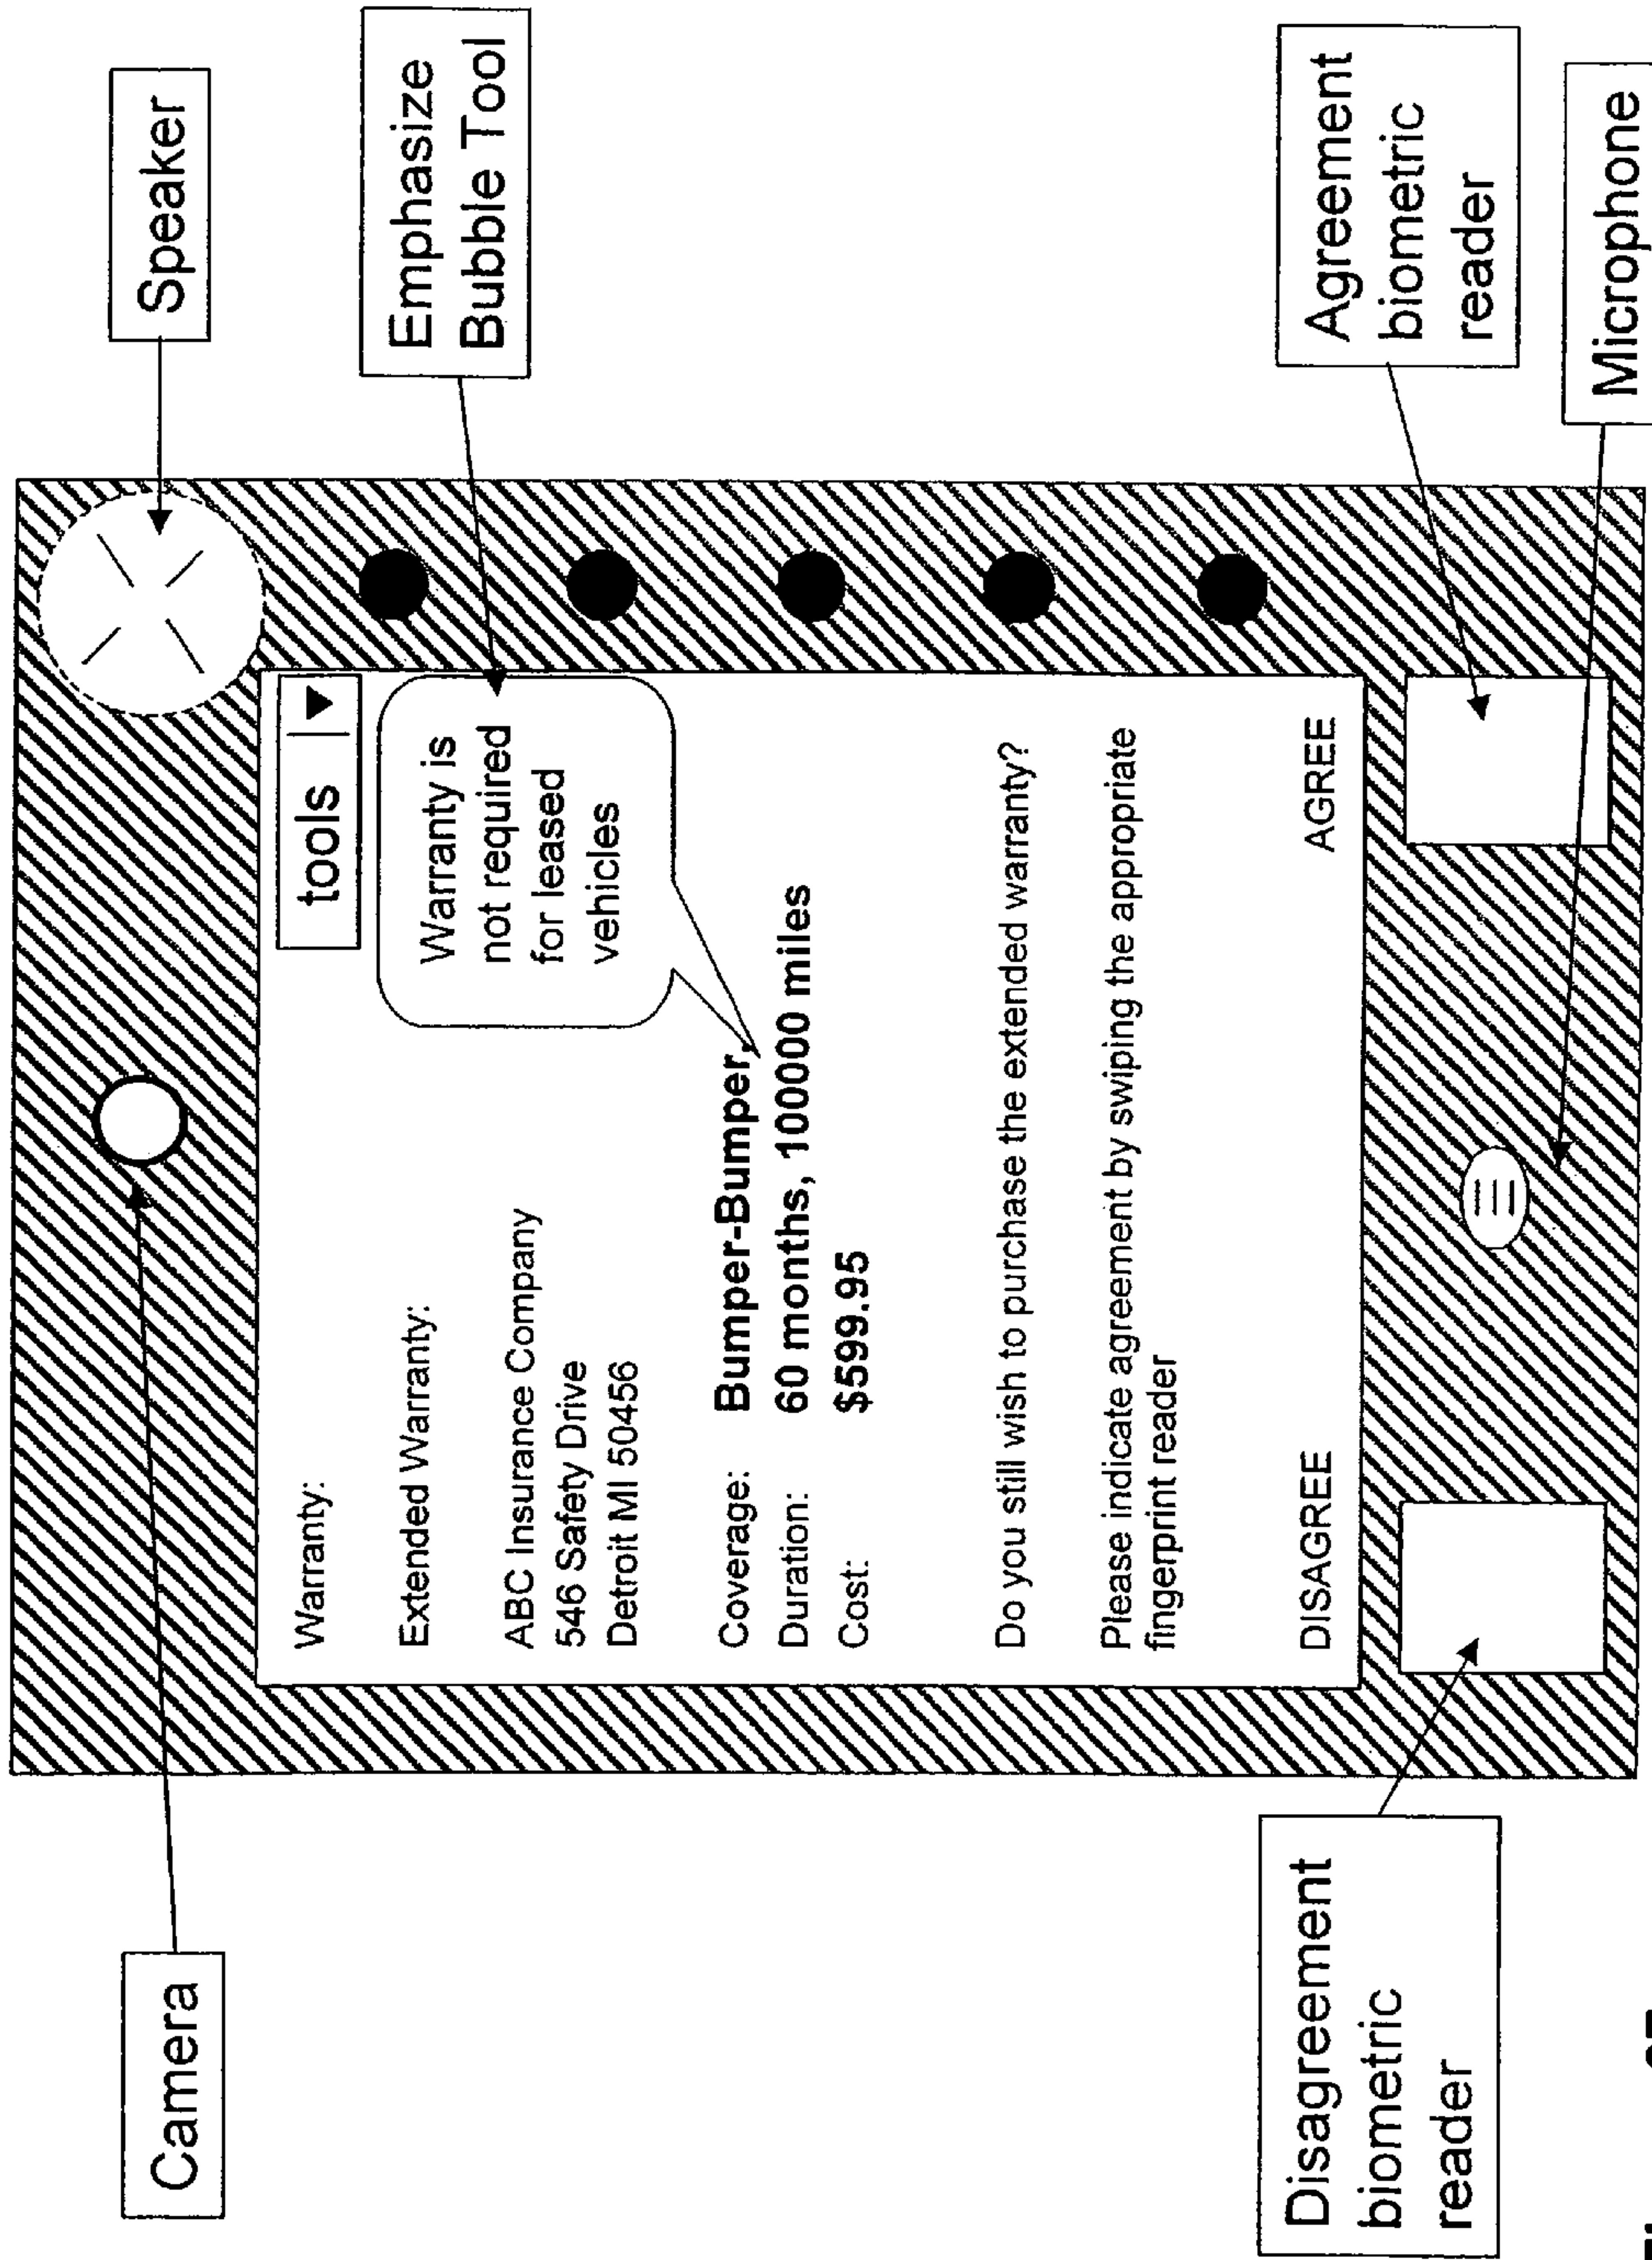 Camera
Speaker
tools
Warranty:
Extended Warranty:
Warranty is
not required
for leased
vehicles
Emphasize
Bubble Tool
ABC Insurance Company
546 Safety Drive
Detroit MI 50456
Coverage: Bumper-Bumper,
Duration: 60 months, 100000 miles
Cost: $599.95
Do you still wish to purchase the extended warranty?
Please indicate agreement by swiping the appropriate
fingerprint reader
DISAGREE AGREE
Disagreement
biometric
reader
Agreement
biometric
reader
Microphone